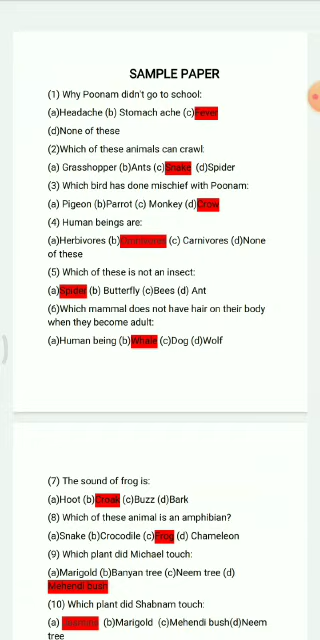 SAMPLE PAPER
(1) Why Poonam didn't go to school:
(a)Headache (b) Stomach ache (c)Fever
(d)None of these
(2)Which of these animals can crawl:
(a) Grasshopper (b)Ants (c)Snake (d)Spider
(3) Which bird has done mischief with Poonam:
(a) Pigeon (b)Parrot (c) Monkey (d)Crow
(4) Human beings are:
(a)Herbivores (b)Omnivores (c) Carnivores (d)None
of these
(5) Which of these is not an insect:
(a)Spider (b) Butterfly (c)Bees (d) Ant
(6)Which mammal does not have hair on their body
when they become adult:
(a)Human being (b)Whale (c)Dog (d)Wolf
(7) The sound of frog is:
(a)Hoot (b)Croak (c)Buzz (d)Bark
(8) Which of these animal is an amphibian?
(a)Snake (b)Crocodile (c)Frog (d) Chameleon
(9) Which plant did Michael touch:
(a)Marigold (b)Banyan tree (c)Neem tree (d)
Mehendi bush
(10) Which plant did Shabnam touch:
(a) Jasmine (b)Marigold (c)Mehendi bush(d)Neem
tree